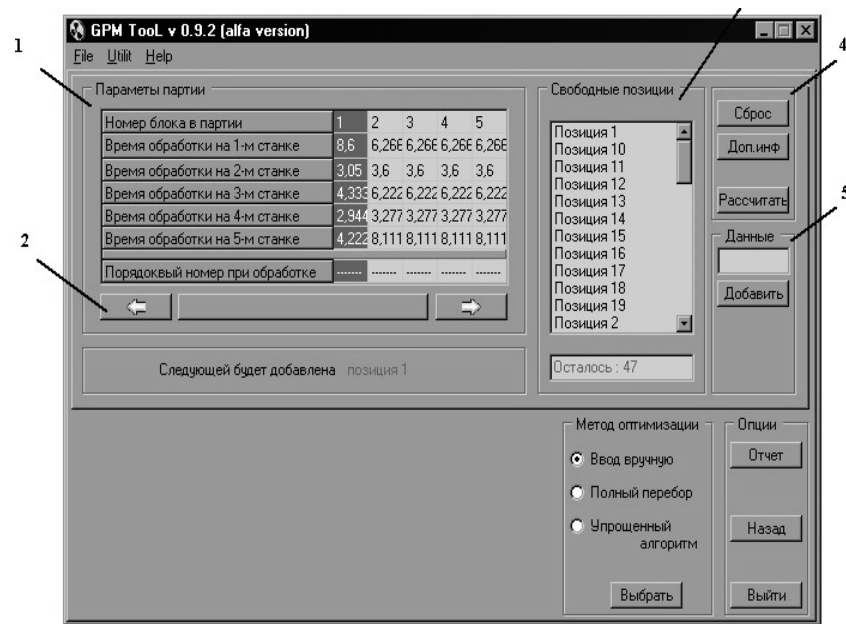 GPM TooL v 0.9.2 (alfa version)
1
4
File Utilit Help
Параметы партии
Номер блока в партии 1 2 3 4 5
Время обработки на 1-м станке 8,6 6,266 6,266 6,266 6,266
Время обработки на 2-м станке 3,05 3,6 3,6 3,6 3,6
Время обработки на 3-м станке 4,333 6,222 6,222 6,222 6,222
Время обработки на 4-м станке 2,944 3,277 3,277 3,277 3,277
Время обработки на 5-м станке 4,222 8,111 8,111 8,111 8,111
Порядоквый номер при обработке ------ ------ ------ ------ ------
2
Следующей будет добавлена позиция 1
Свободные позиции
Позиция 1
Позиция 10
Позиция 11
Позиция 12
Позиция 13
Позиция 14
Позиция 15
Позиция 16
Позиция 17
Позиция 18
Позиция 19
Позиция 2
Осталось : 47
Сброс
Доп.инф
Рассчитать
5
Данные
Добавить
Метод оптимизации
Ввод вручную
Полный перебор
Упрощенный
алгоритм
Выбрать
Опции
Отчет
Назад
Выйти